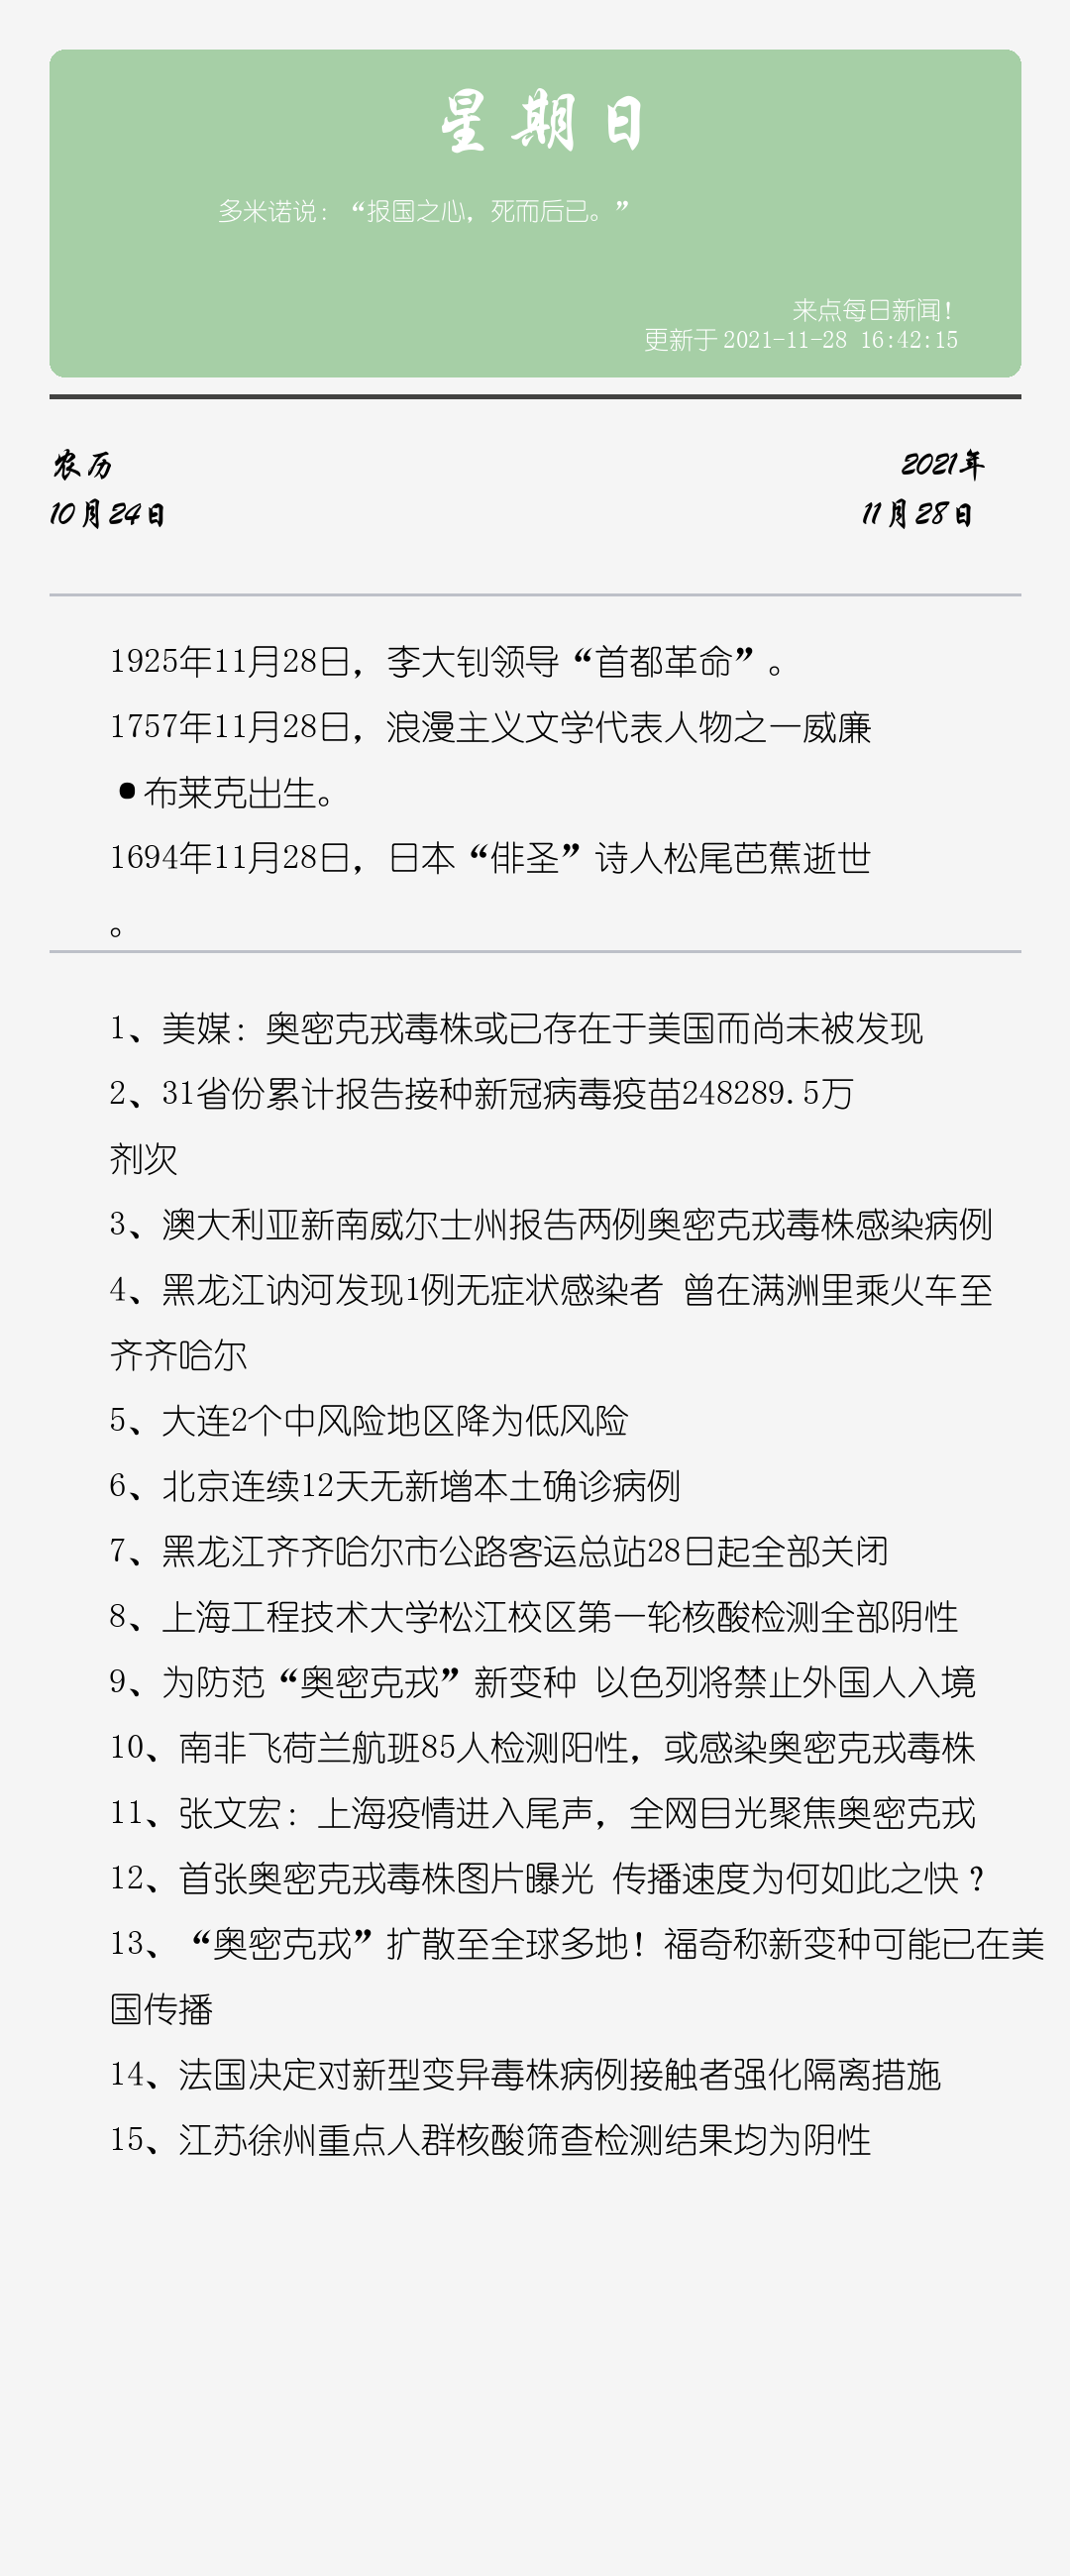 星期日
多米诺说：“报国之心，死而后已。”
来点每日新闻！
更新于 2021-11-28 16:42:15
农历
2021年
10月24日
11月28日
1925年11月28日，李大钊领导“首都革命”。
1757年11月28日，浪漫主义文学代表人物之一威廉
•布莱克出生。
1694年11月28日，日本“俳圣”诗人松尾芭蕉逝世
。
1、美媒：奥密克戎毒株或已存在于美国而尚未被发现
2、31省份累计报告接种新冠病毒疫苗248289.5万
剂次
3、澳大利亚新南威尔士州报告两例奥密克戎毒株感染病例
4、黑龙江讷河发现1例无症状感染者 曾在满洲里乘火车至
齐齐哈尔
5、大连2个中风险地区降为低风险
6、北京连续12天无新增本土确诊病例
7、黑龙江齐齐哈尔市公路客运总站28日起全部关闭
8、上海工程技术大学松江校区第一轮核酸检测全部阴性
9、为防范“奥密克戎”新变种 以色列将禁止外国人入境
10、南非飞荷兰航班85人检测阳性，或感染奥密克戎毒株
11、张文宏：上海疫情进入尾声，全网目光聚焦奥密克戎
12、首张奥密克戎毒株图片曝光 传播速度为何如此之快？
13、“奥密克戎”扩散至全球多地！福奇称新变种可能已在美
国传播
14、法国决定对新型变异毒株病例接触者强化隔离措施
15、江苏徐州重点人群核酸筛查检测结果均为阴性